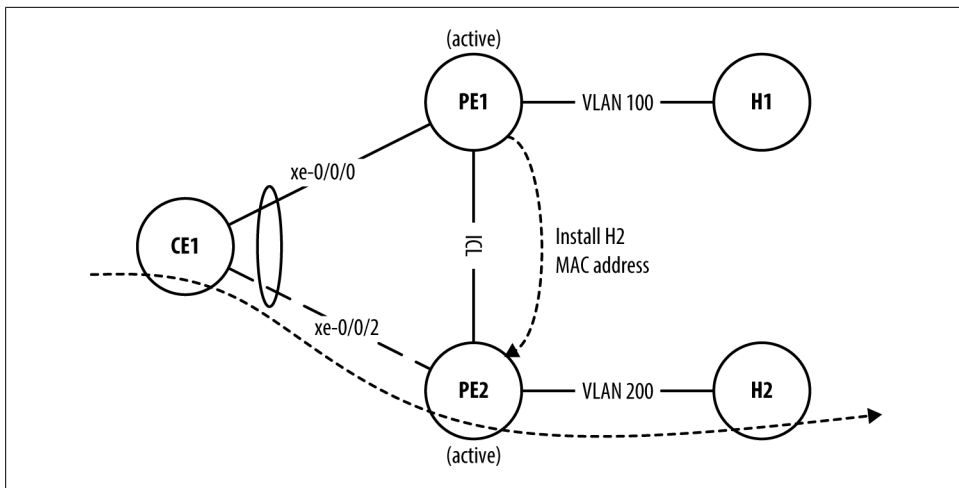 (active)
PE1
VLAN 100
H1
xe-0/0/0
CE1
ICL
Install H2
MAC address
xe-0/0/2
PE2
VLAN 200
H2
(active)